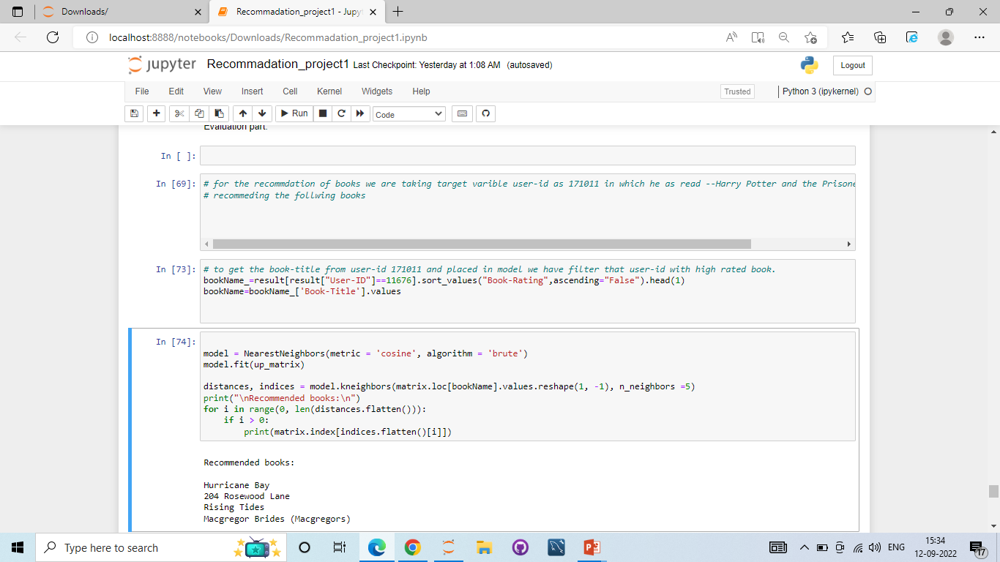 Downloads/
Recommadation_project1 - Jupy
localhost:8888/notebooks/Downloads/Recommadation_project1.ipynb
jupyter Recommadation_project1 Last Checkpoint: Yesterday at 1:08 AM (autosaved)
Logout
File Edit View Insert Cell Kernel Widgets Help
Trusted Python 3 (ipykernel)
Run Code
Evaluation part.
In [ ]:
In [69]: # for the recommdation of books we are taking target varible user-id as 171011 in which he as read --Harry Potter and the Prisone
# recommeding the follwing books
In [73]: # to get the book-title from user-id 171011 and placed in model we have filter that user-id with high rated book.
bookName_=result[result["User-ID"]==11676].sort_values("Book-Rating",ascending="False").head(1)
bookName=bookName_['Book-Title'].values
In [74]:
model = NearestNeighbors(metric = 'cosine', algorithm = 'brute')
model.fit(up_matrix)
distances, indices = model.kneighbors(matrix.loc[bookName].values.reshape(1, -1), n_neighbors =5)
print("\nRecommended books:\n")
for i in range(0, len(distances.flatten())):
if i > 0:
print(matrix.index[indices.flatten()[i]])
Recommended books:
Hurricane Bay
204 Rosewood Lane
Rising Tides
Macgregor Brides (Macgregors)
Type here to search
ENG
15:34
12-09-2022
17